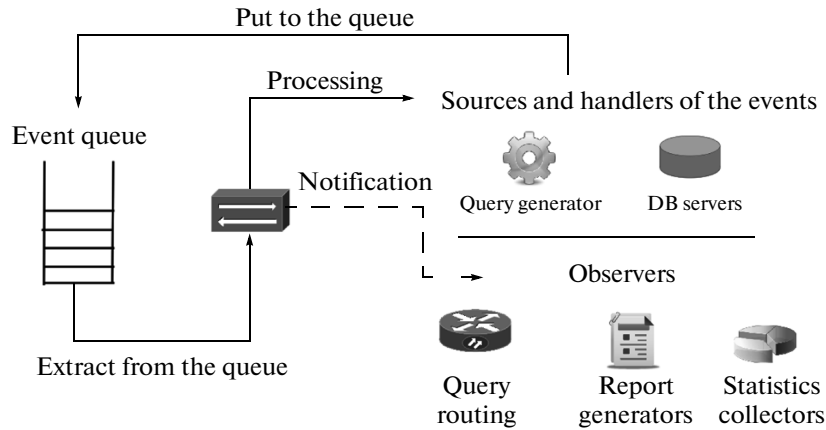 Put to the queue
Processing
Sources and handlers of the events
Event queue
Notification
Query generator
DB servers
Observers
Extract from the queue
Query
routing
Report
generators
Statistics
collectors